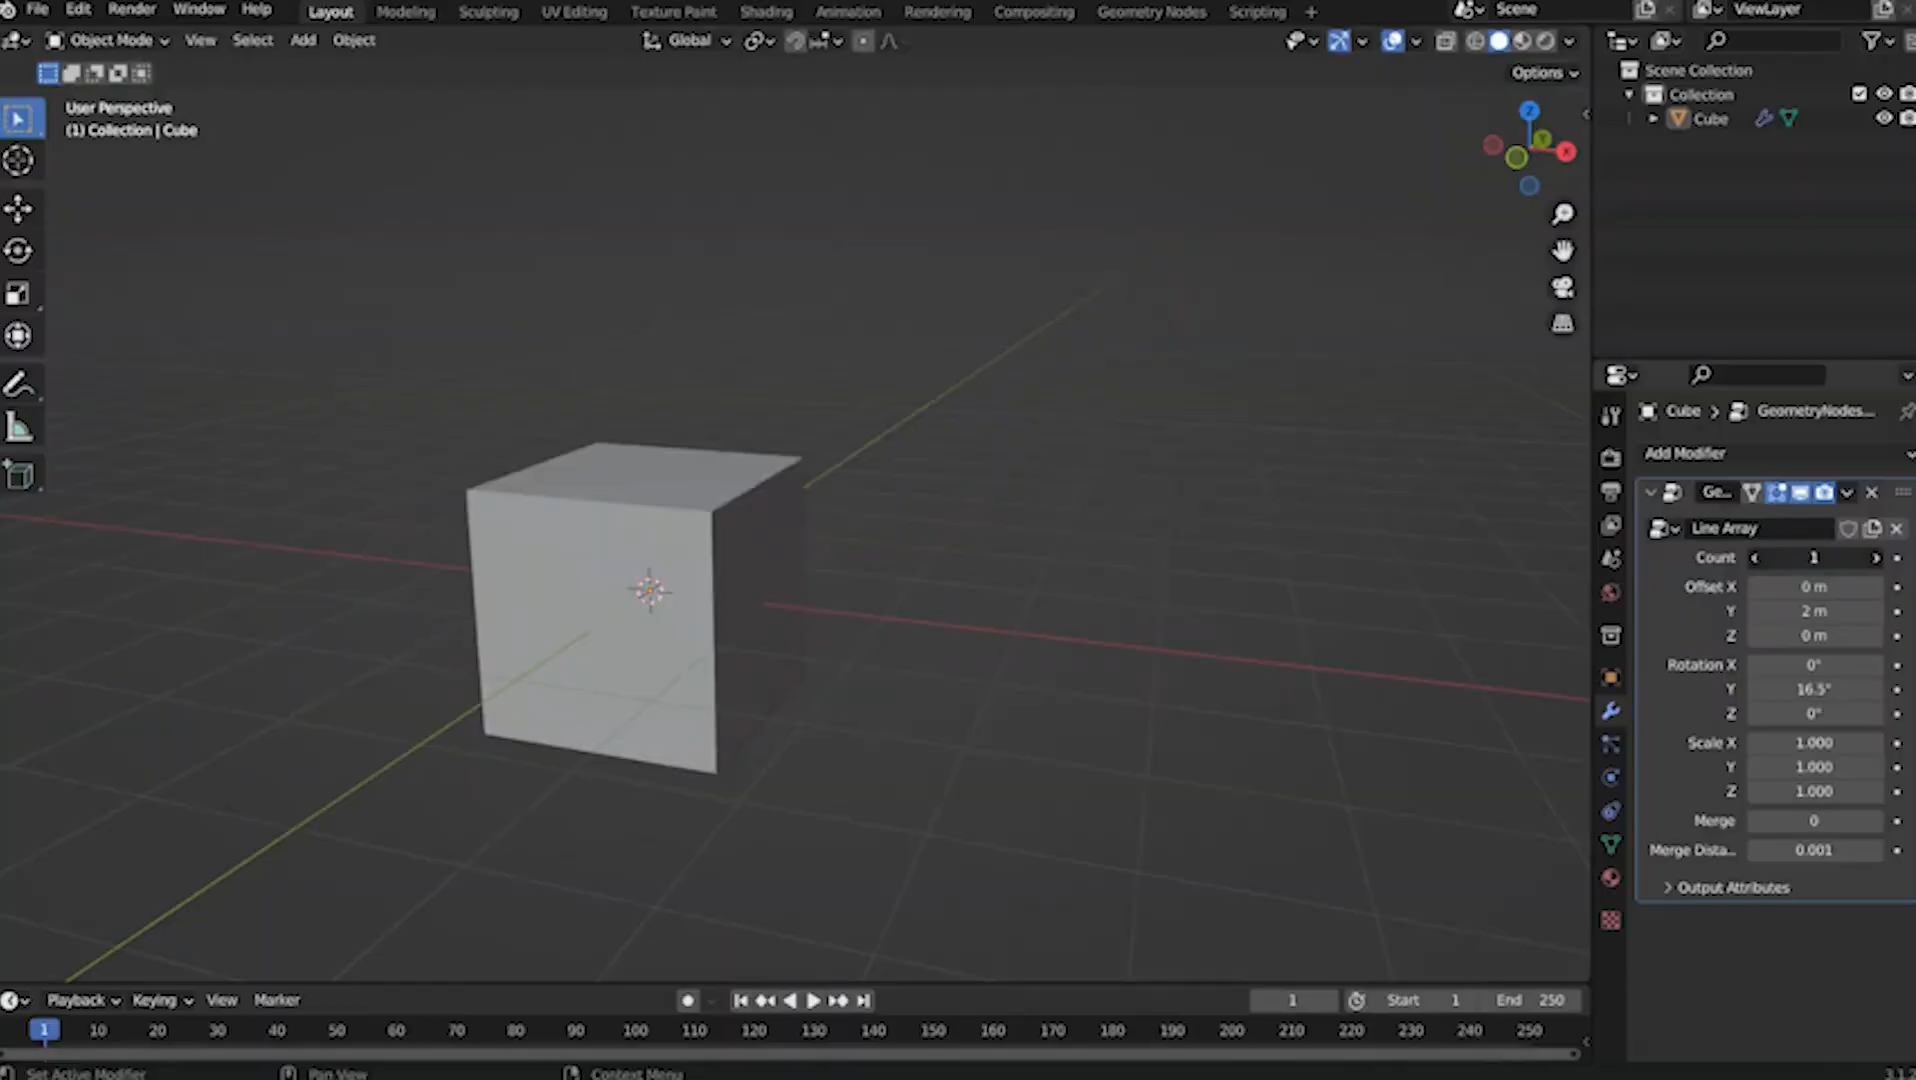 File Edit Render Window Help Layout Modeling Sculpting UV Editing Texture Paint Shading Animation Rendering Compositing Geometry Nodes Scripting + Scene ViewLayer
Object Mode View Select Add Object Global
Options
User Perspective
(1) Collection | Cube
Z
Y
X
Scene Collection
Collection
Cube
Cube > GeometryNodes...
Add Modifier
Ge...
Line Array
Count 1
Offset X 0 m
Y 2 m
Z 0 m
Rotation X 0°
Y 16.5°
Z 0°
Scale X 1.000
Y 1.000
Z 1.000
Merge 0
Merge Dista... 0.001
Output Attributes
Playback Keying View Marker 1 Start 1 End 250
1 10 20 30 40 50 60 70 80 90 100 110 120 130 140 150 160 170 180 190 200 210 220 230 240 250
Set Active Modifier Pan View Context Menu